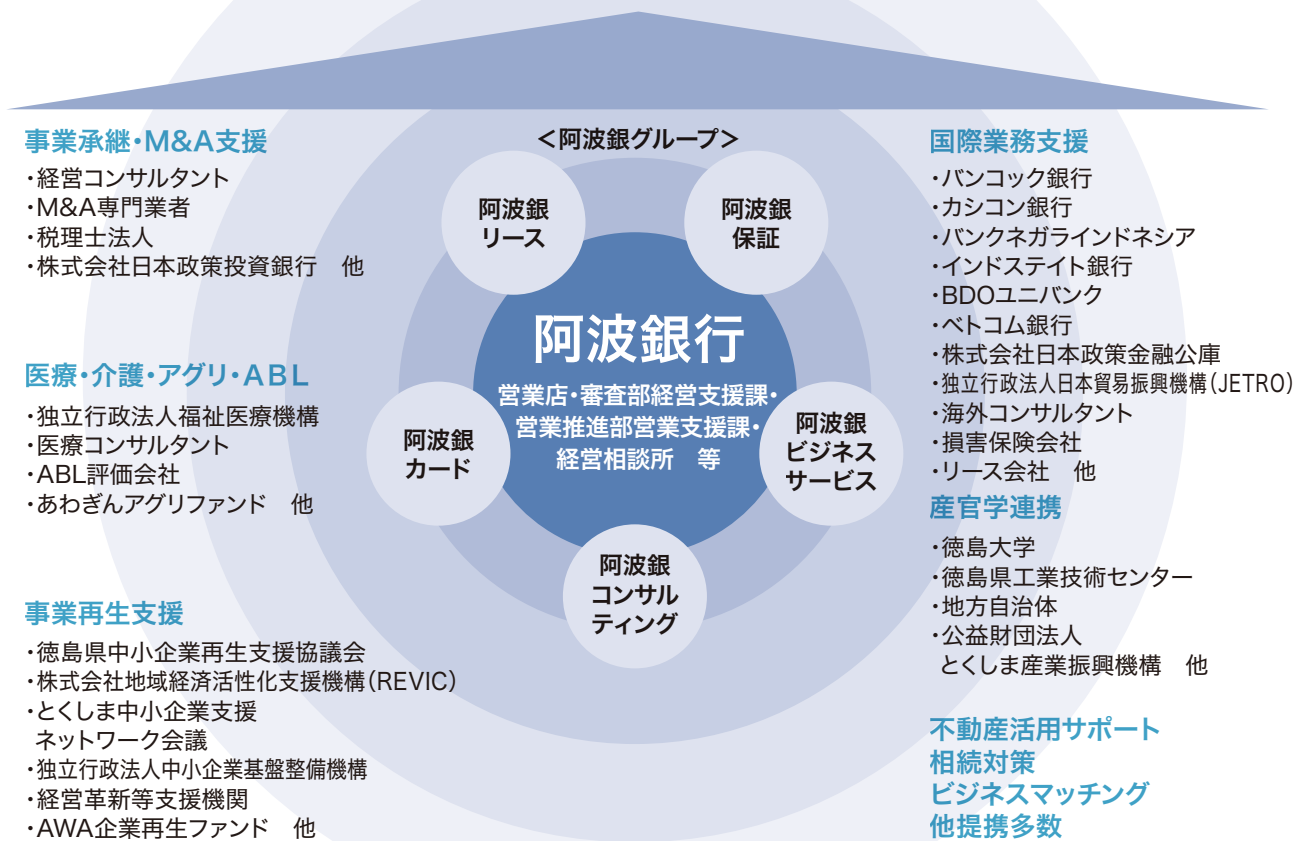 事業承継・M&A支援
・経営コンサルタント
・M&A専門業者
・税理士法人
・株式会社日本政策投資銀行　他
医療・介護・アグリ・ABL
・独立行政法人福祉医療機構
・医療コンサルタント
・ABL評価会社
・あわぎんアグリファンド　他
事業再生支援
・徳島県中小企業再生支援協議会
・株式会社地域経済活性化支援機構（REVIC）
・とくしま中小企業支援
ネットワーク会議
・独立行政法人中小企業基盤整備機構
・経営革新等支援機関
・AWA企業再生ファンド　他
＜阿波銀グループ＞
阿波銀
リース
阿波銀
保証
阿波銀行
営業店・審査部経営支援課・
営業推進部営業支援課・
経営相談所　等
阿波銀
カード
阿波銀
ビジネス
サービス
阿波銀
コンサル
ティング
国際業務支援
・バンコック銀行
・カシコン銀行
・バンクネガラインドネシア
・インドステイト銀行
・BDOユニバンク
・ベトコム銀行
・株式会社日本政策金融公庫
・独立行政法人日本貿易振興機構（JETRO）
・海外コンサルタント
・損害保険会社
・リース会社　他
産官学連携
・徳島大学
・徳島県工業技術センター
・地方自治体
・公益財団法人
とくしま産業振興機構　他
不動産活用サポート
相続対策
ビジネスマッチング
他提携多数